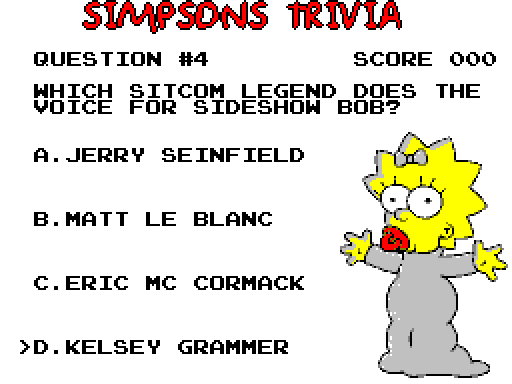 SIMPSONS TRIVIA
QUESTION #4 SCORE 000
WHICH SITCOM LEGEND DOES THE
VOICE FOR SIDESHOW BOB?
A.JERRY SEINFIELD
B.MATT LE BLANC
C.ERIC MC CORMACK
>D.KELSEY GRAMMER